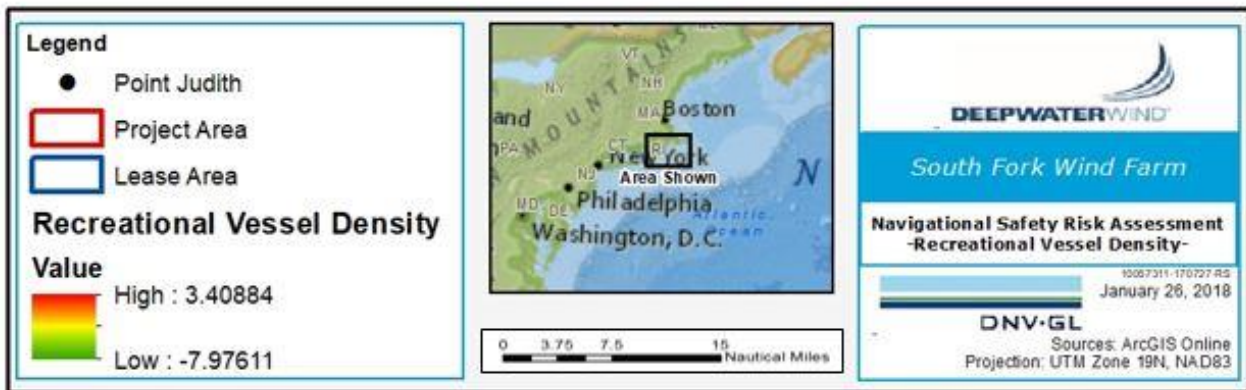 Legend
Point Judith
Project Area
Lease Area
Recreational Vessel Density
Value
High : 3.40884
Low : -7.97611
VT
NH
NY
MA
Boston
and
MOUNTAINS
PA
CT
RI
New York
Area Shown
NJ
Philadelphia
MD
DE
Atlantic
Ocean
Washington, D.C.
N
0 3.75 7.5 15
Nautical Miles
DEEPWATER WIND
South Fork Wind Farm
Navigational Safety Risk Assessment
-Recreational Vessel Density-
10057311-170727-RS
January 26, 2018
DNV·GL
Sources: ArcGIS Online
Projection: UTM Zone 19N, NAD83